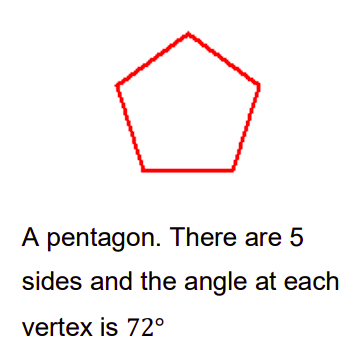 A pentagon. There are 5
sides and the angle at each
vertex is 72°